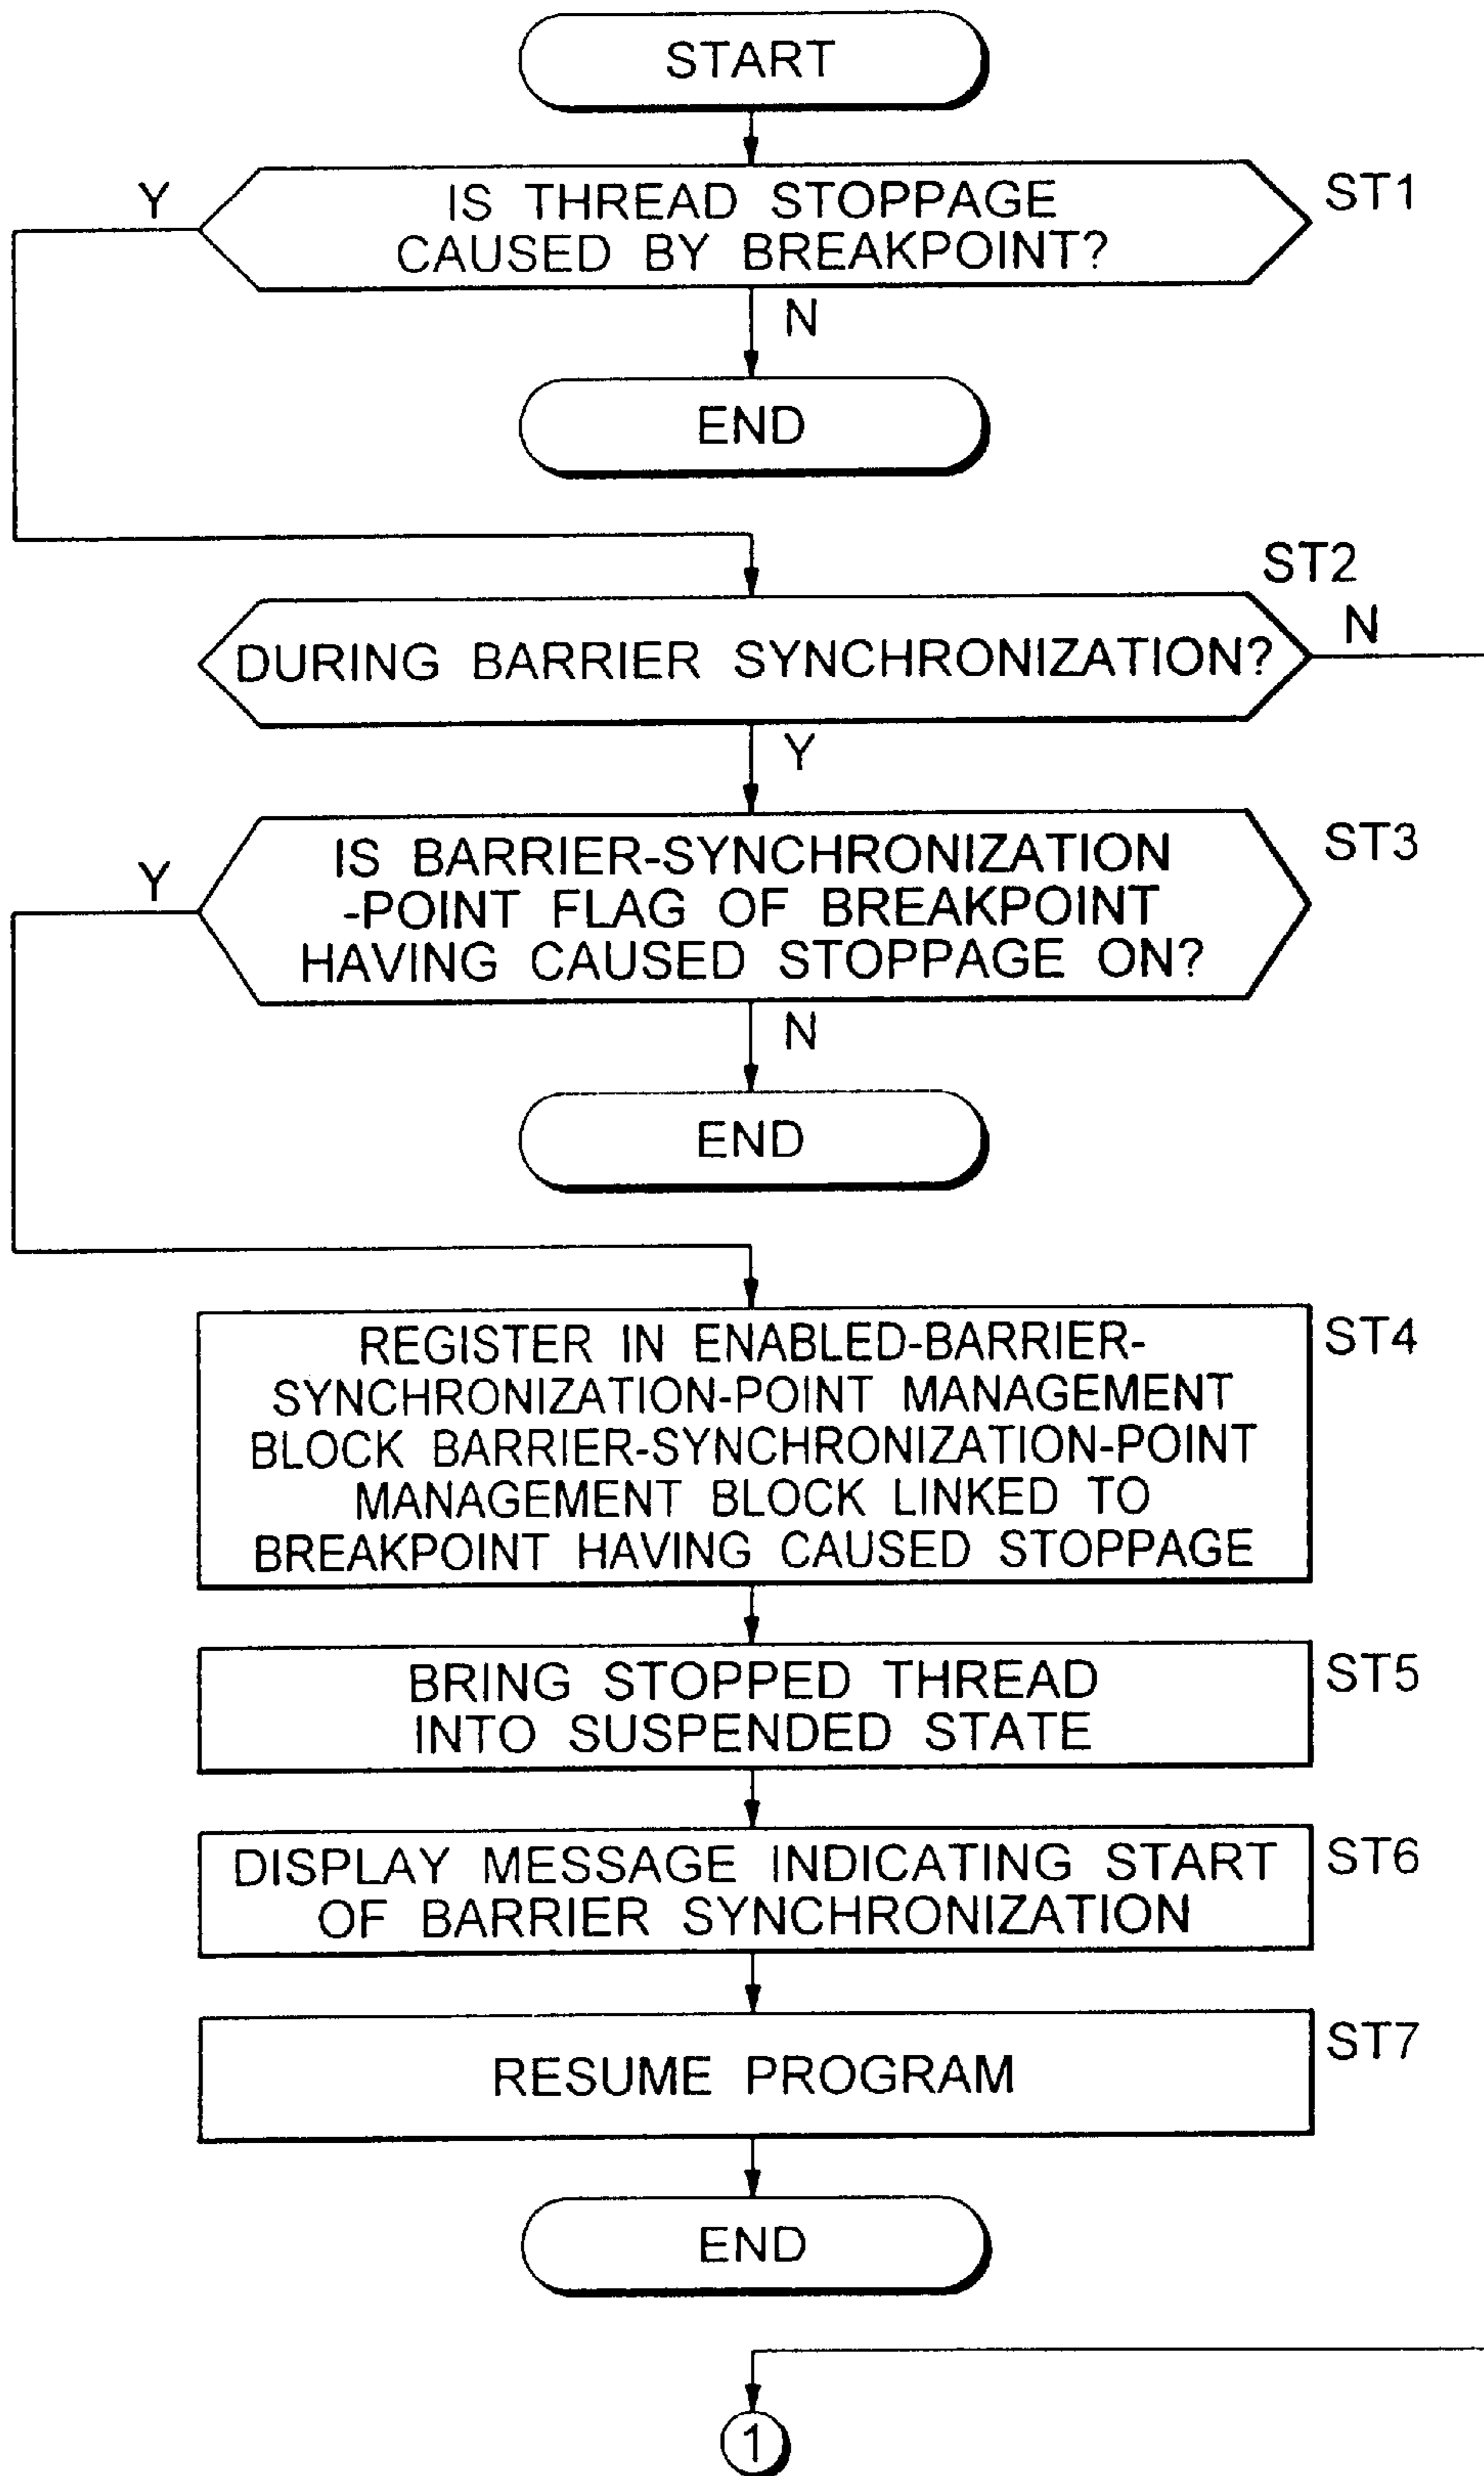 START
Y
IS THREAD STOPPAGE
CAUSED BY BREAKPOINT?
ST1
N
END
ST2
DURING BARRIER SYNCHRONIZATION?
N
Y
Y
IS BARRIER-SYNCHRONIZATION
-POINT FLAG OF BREAKPOINT
HAVING CAUSED STOPPAGE ON?
ST3
N
END
REGISTER IN ENABLED-BARRIER-
SYNCHRONIZATION-POINT MANAGEMENT
BLOCK BARRIER-SYNCHRONIZATION-POINT
MANAGEMENT BLOCK LINKED TO
BREAKPOINT HAVING CAUSED STOPPAGE
ST4
BRING STOPPED THREAD
INTO SUSPENDED STATE
ST5
DISPLAY MESSAGE INDICATING START
OF BARRIER SYNCHRONIZATION
ST6
RESUME PROGRAM
ST7
END
1